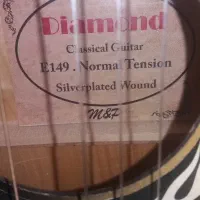 Diamond
Classical Guitar
E149 . Normal Tension
Silverplated Wound
M&F